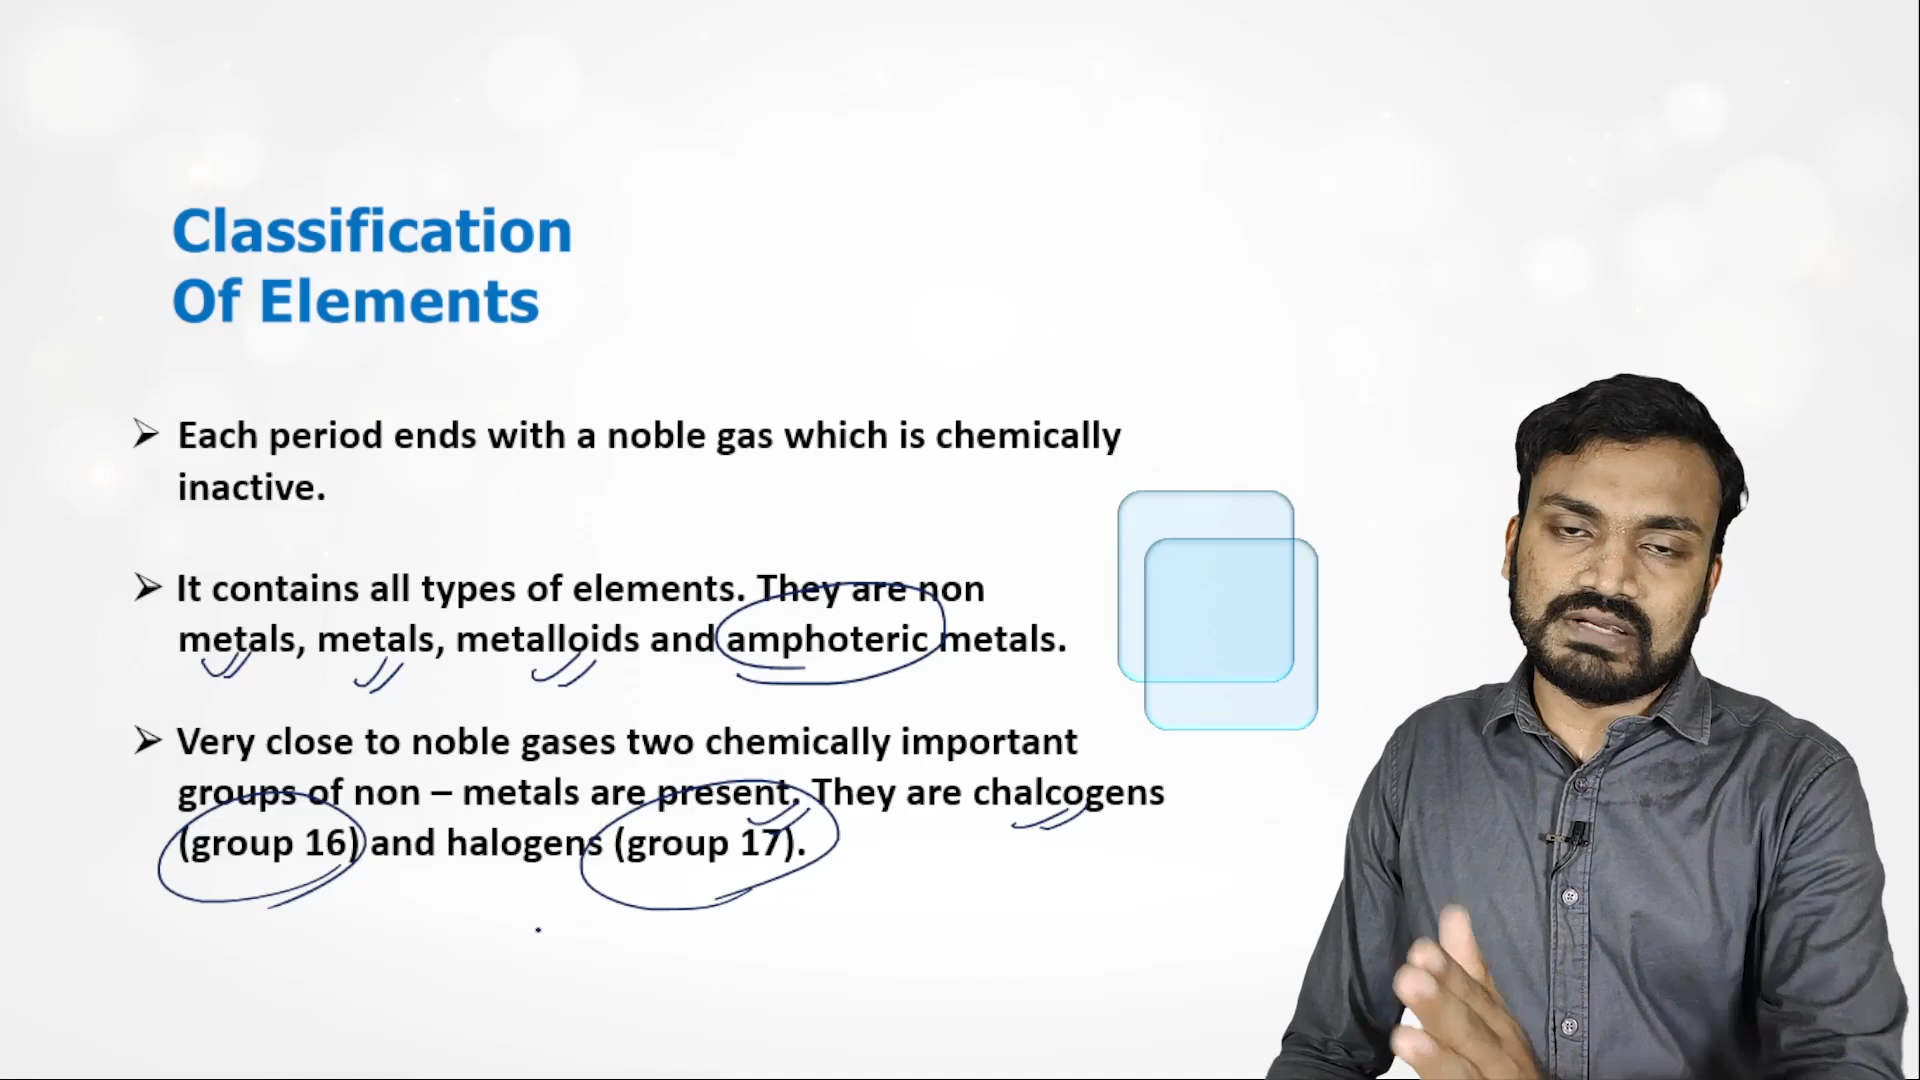 Classification
Of Elements
Each period ends with a noble gas which is chemically
inactive.
It contains all types of elements. They are non
metals, metals, metalloids and amphoteric metals.
Very close to noble gases two chemically important
groups of non – metals are present. They are chalcogens
(group 16) and halogens (group 17).